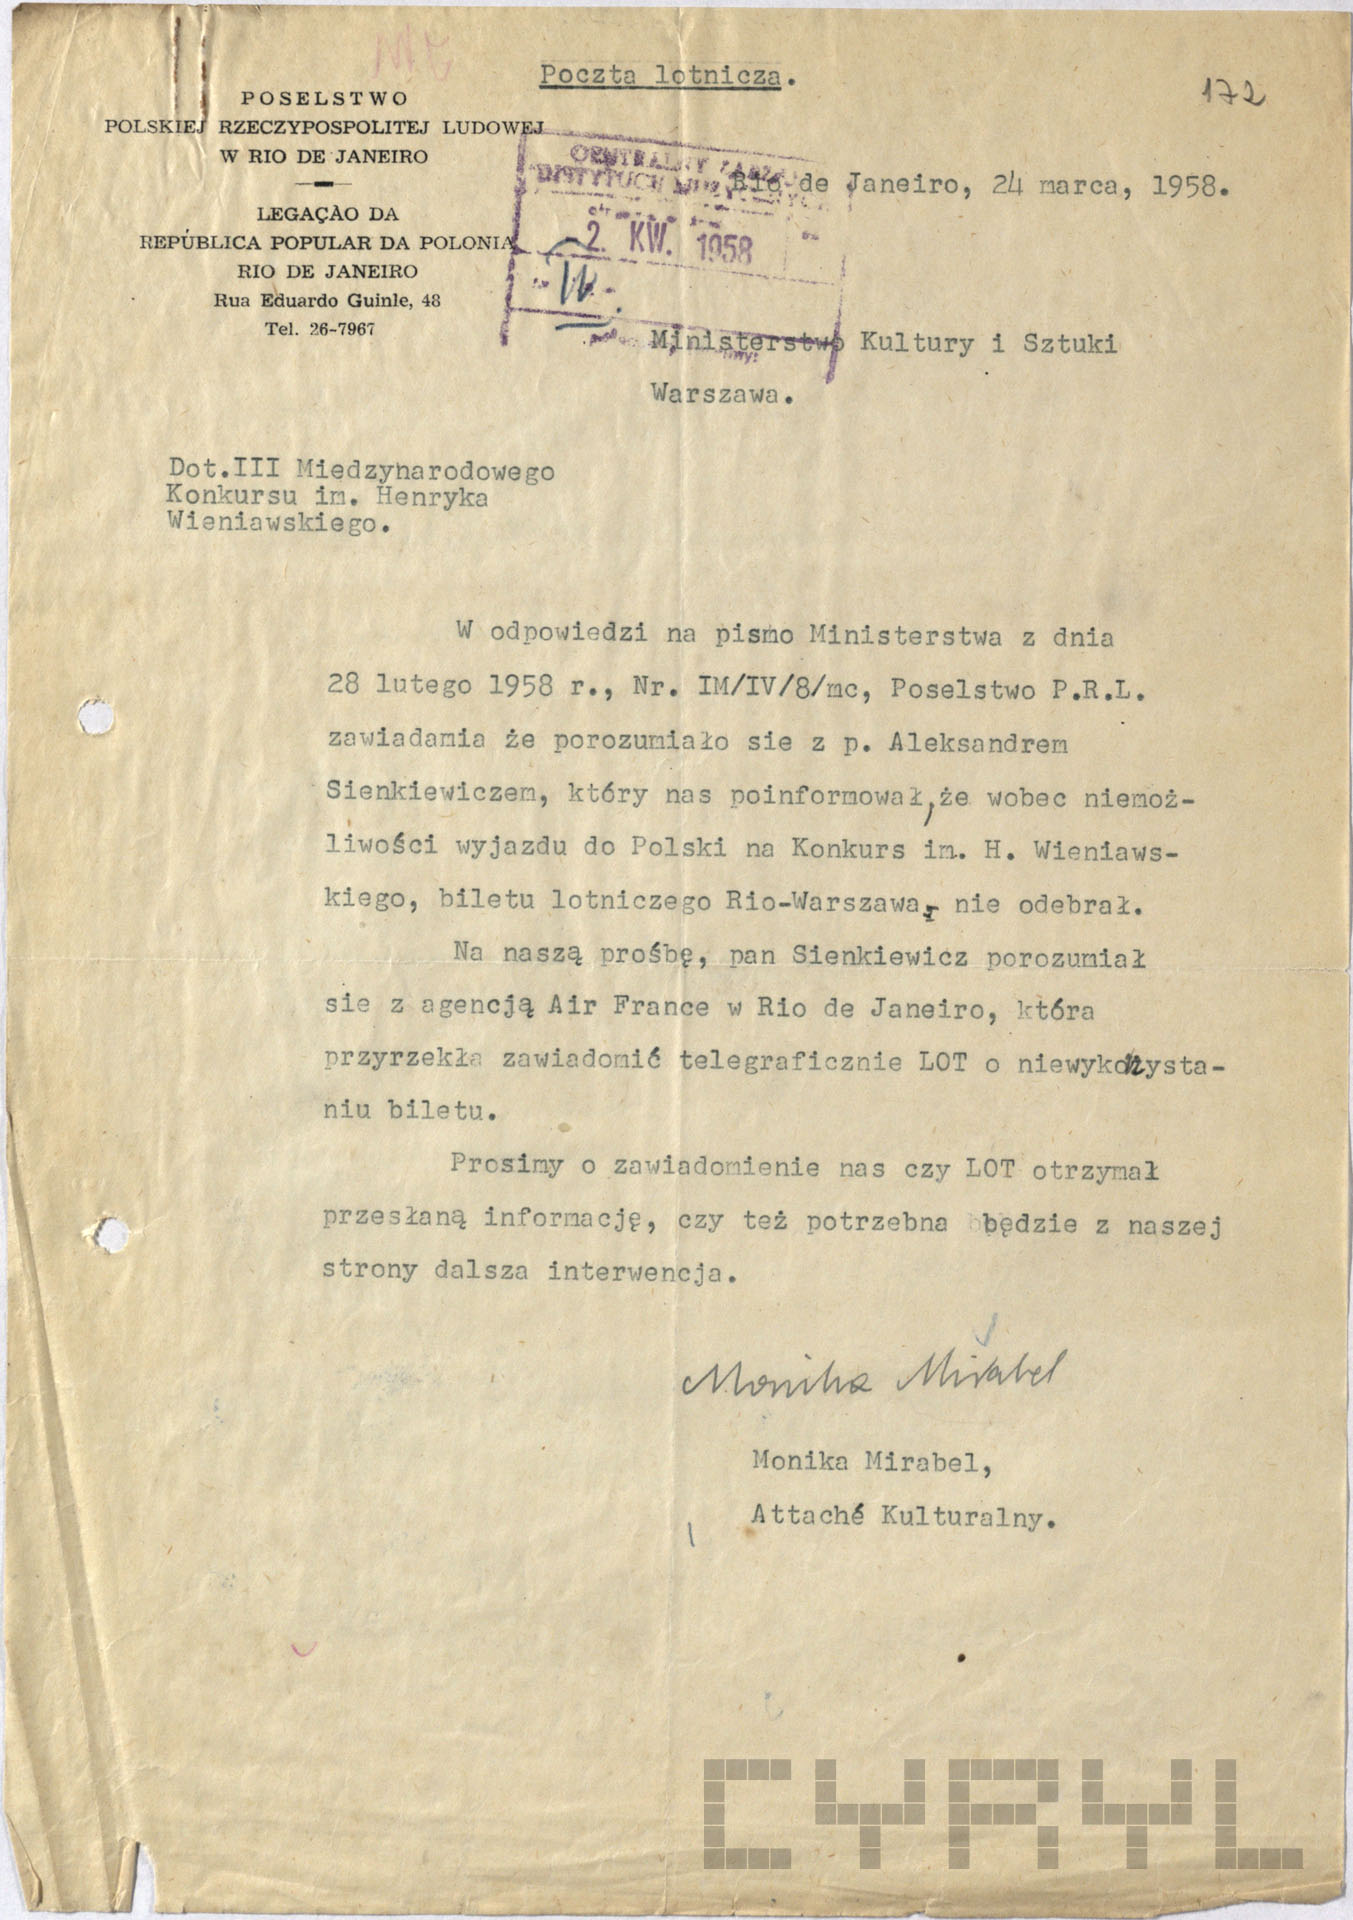 Poczta lotnicza.
172
POSELSTWO
POLSKIEJ RZECZYPOSPOLITEJ LUDOWEJ
W RIO DE JANEIRO
LEGAÇÀO DA
REPÚBLICA POPULAR DA POLONIA
RIO DE JANEIRO
Rua Eduardo Guinle, 48
Tel. 26-7967
CENTRALNY
2. KW. 1958
Rio de Janeiro, 24 marca, 1958.
Ministerstwo Kultury i Sztuki
Warszawa.
Dot.III Miedzynarodowego
Konkursu im. Henryka
Wieniawskiego.
W odpowiedzi na pismo Ministerstwa z dnia
28 lutego 1958 r., Nr. IM/IV/8/mc, Poselstwo P.R.L.
zawiadamia że porozumiało sie z p. Aleksandrem
Sienkiewiczem, który nas poinformował, że wobec niemoż-
liwości wyjazdu do Polski na Konkurs im. H. Wieniaws-
kiego, biletu lotniczego Rio-Warszawa, nie odebrał.
Na naszą prośbę, pan Sienkiewicz porozumiał
sie z agencją Air France w Rio de Janeiro, która
przyrzekła zawiadomić telegraficznie LOT o niewykorzysta-
niu biletu.
Prosimy o zawiadomienie nas czy LOT otrzymał
przesłaną informację, czy też potrzebna będzie z naszej
strony dalsza interwencja.
Monika Mirabel
Monika Mirabel,
Attaché Kulturalny.
CYRYL